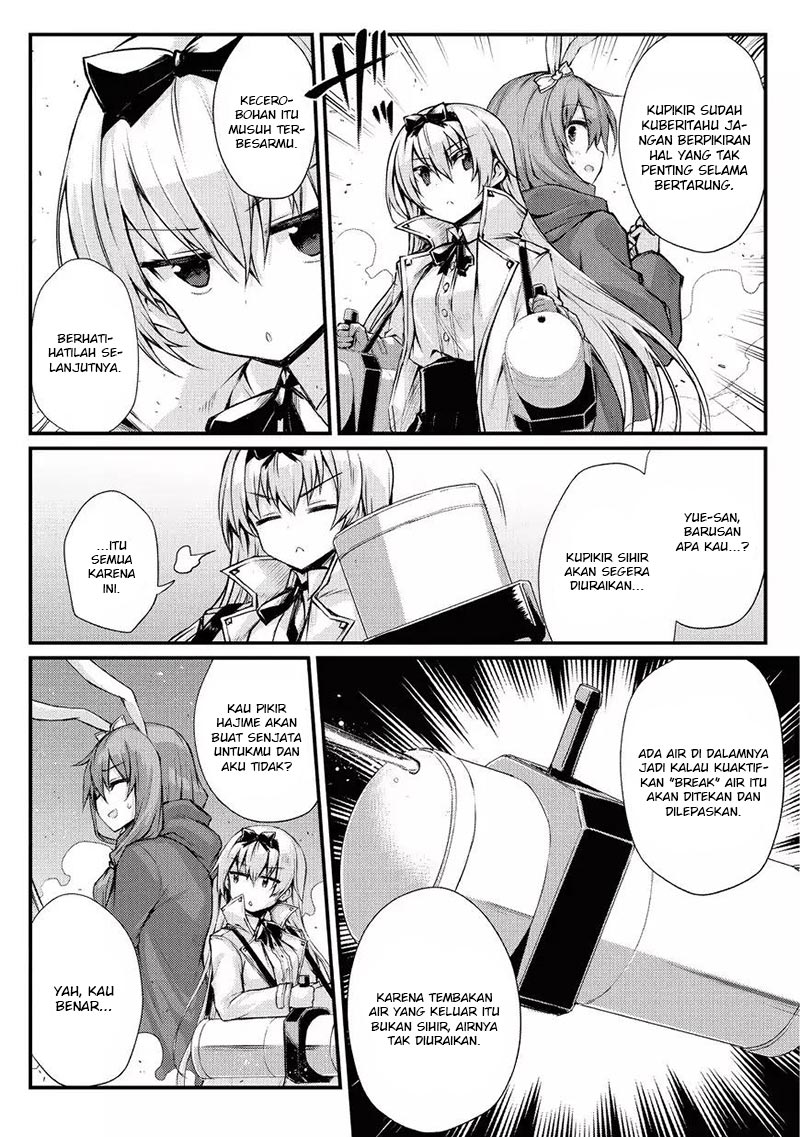 KUPIKIR SUDAH
KUBERITAHU JA-
NGAN BERPIKIRAN
HAL YANG TAK
PENTING SELAMA
BERTARUNG.
ザッ
KECERO-
BOHAN ITU
MUSUH TER-
BESARMU.
BERHATI-
HATILAH SE-
LANJUTNYA.
YUE-SAN,
BARUSAN
APA KAU...?
KUPIKIR SIHIR
AKAN SEGERA
DIURAIKAN...
...ITU
SEMUA
KARENA
INI.
ADA AIR DI DALAMNYA
JADI KALAU KUAKTIF-
KAN "BREAK" AIR ITU
AKAN DITEKAN DAN
DILEPASKAN.
KARENA TEMBAKAN
AIR YANG KELUAR ITU
BUKAN SIHIR, AIRNYA
TAK DIURAIKAN.
KAU PIKIR
HAJIME AKAN
BUAT SENJATA
UNTUKMU DAN
AKU TIDAK?
YAH, KAU
BENAR...